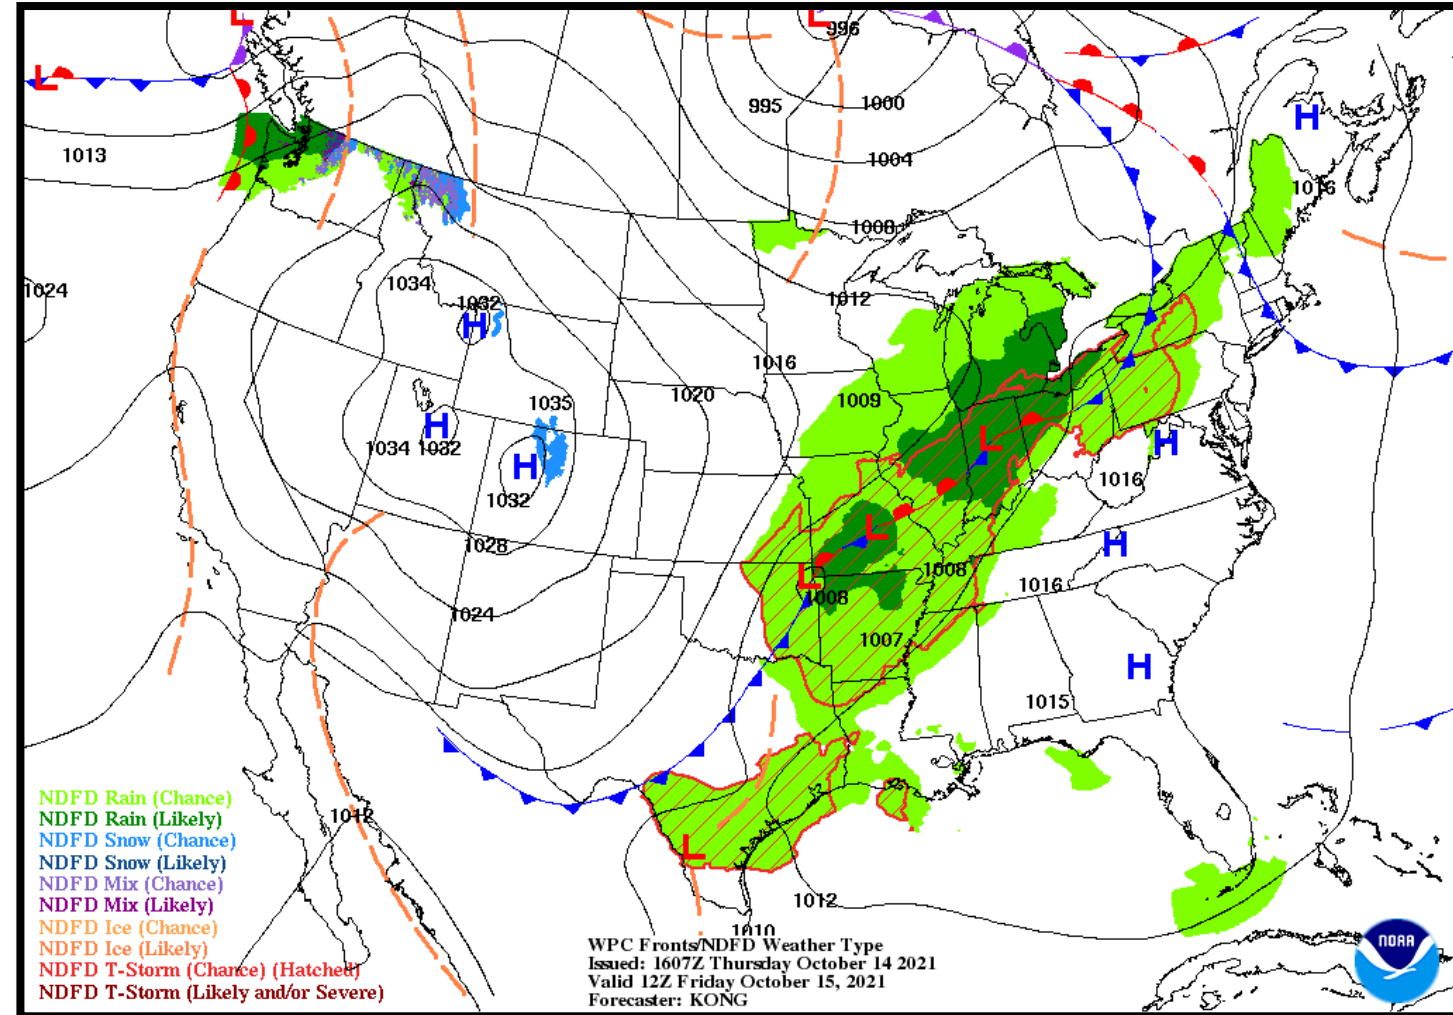 L
L
996
L
995
1000
H
1013
1004
1016
1008
1034
1024
1032
1012
H
1016
1035
1020
1009
H
1034
1032
H
L
H
1032
1016
L
1028
H
1008
L
1016
1008
1024
1007
H
1015
1012
L
1012
1010
NDFD Rain (Chance)
NDFD Rain (Likely)
NDFD Snow (Chance)
NDFD Snow (Likely)
NDFD Mix (Chance)
NDFD Mix (Likely)
NDFD Ice (Chance)
NDFD Ice (Likely)
NDFD T-Storm (Chance) (Hatched)
NDFD T-Storm (Likely and/or Severe)
WPC Fronts/NDFD Weather Type
Issued: 1607Z Thursday October 14 2021
Valid 12Z Friday October 15, 2021
Forecaster: KONG
NOAA